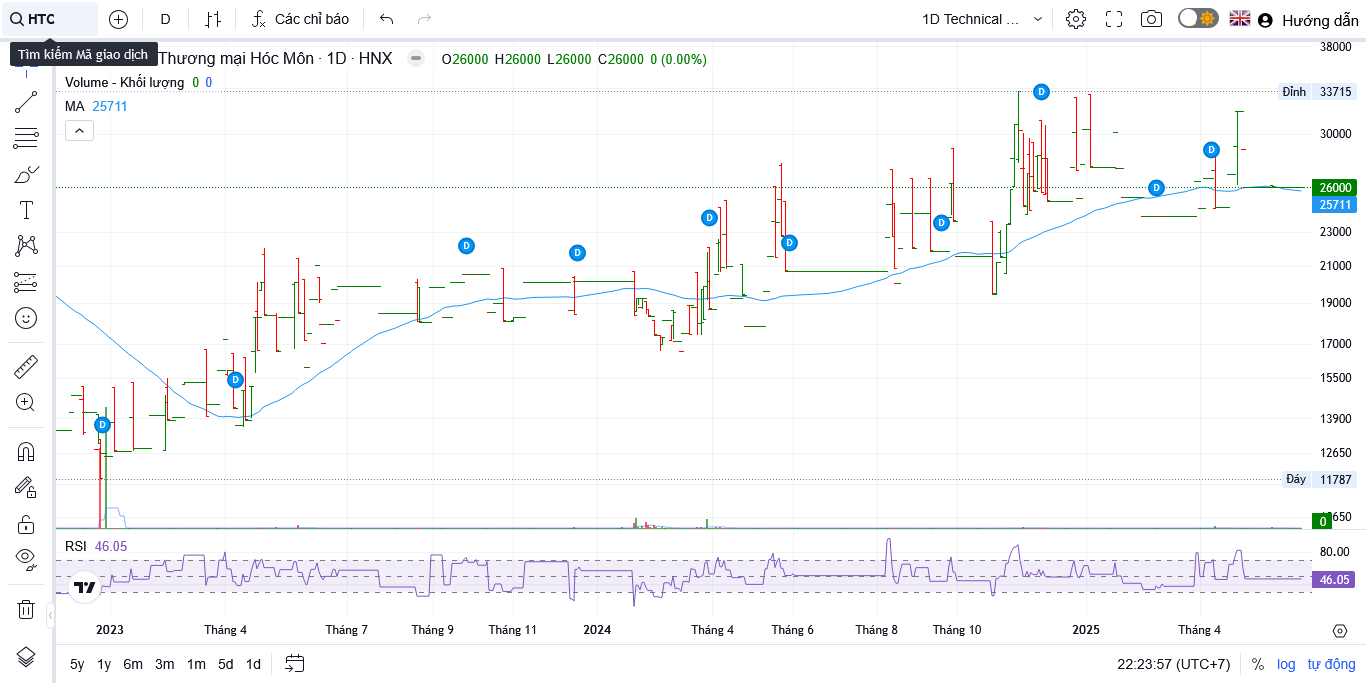 HTC
D
Các chỉ báo
1D Technical ...
Hướng dẫn
Tìm kiếm Mã giao dịch
Thương mại Hóc Môn · 1D · HNX
O26000 H26000 L26000 C26000 0 (0.00%)
Volume - Khối lượng 0 0
MA 25711
38000
Đỉnh 33715
30000
26000
25711
23000
21000
19000
17000
15500
13900
12650
Đáy 11787
0
RSI 46.05
80.00
46.05
D D D D D D D D D
2023 Tháng 4 Tháng 7 Tháng 9 Tháng 11 2024 Tháng 4 Tháng 6 Tháng 8 Tháng 10 2025 Tháng 4
5y 1y 6m 3m 1m 5d 1d
22:23:57 (UTC+7) % log tự động